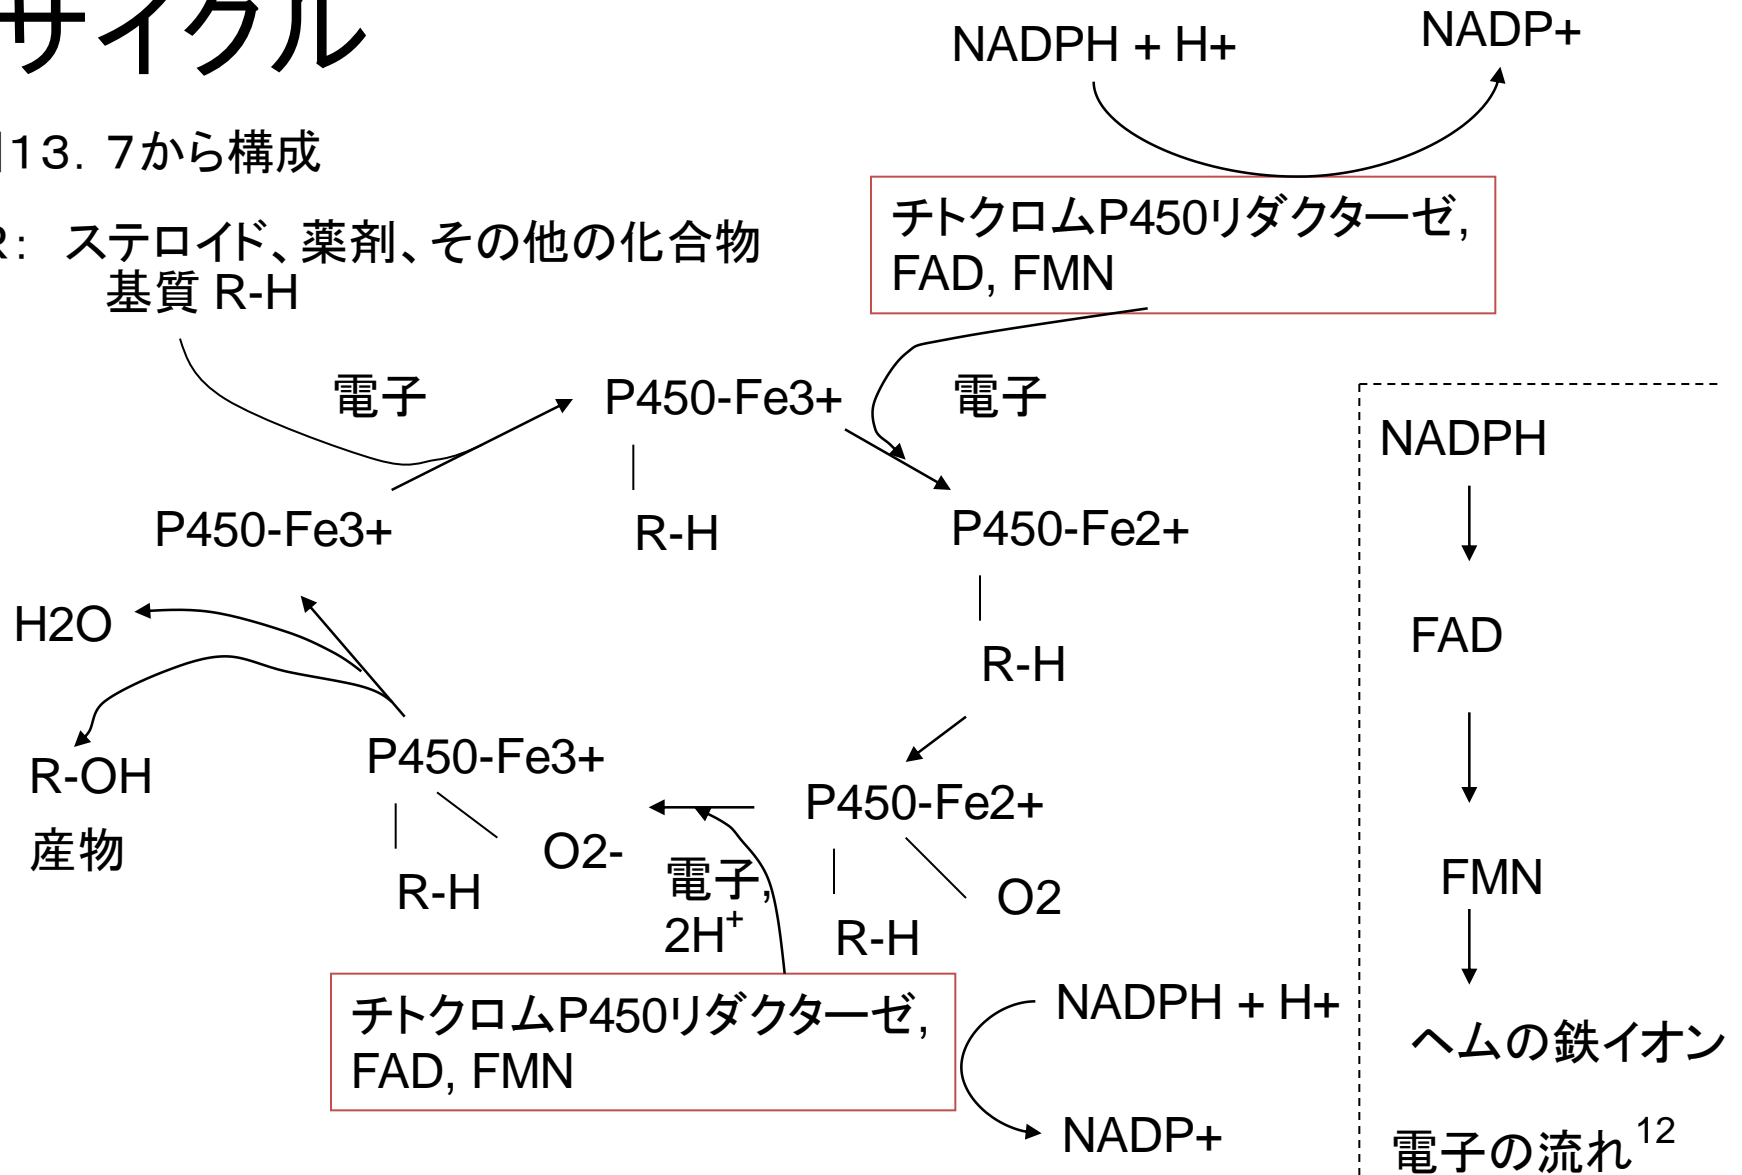 サイクル
NADPH + H+
NADP+
13．7から構成
チトクロムP450リダクターゼ,
FAD, FMN
R： ステロイド、薬剤、その他の化合物
基質 R-H
電子
P450-Fe3+
電子
R-H
P450-Fe3+
P450-Fe2+
R-H
H2O
R-OH
産物
P450-Fe3+
O2-
R-H
電子,
2H⁺
P450-Fe2+
O2
R-H
チトクロムP450リダクターゼ,
FAD, FMN
NADPH + H+
NADP+
NADPH
FAD
FMN
ヘムの鉄イオン
電子の流れ
12